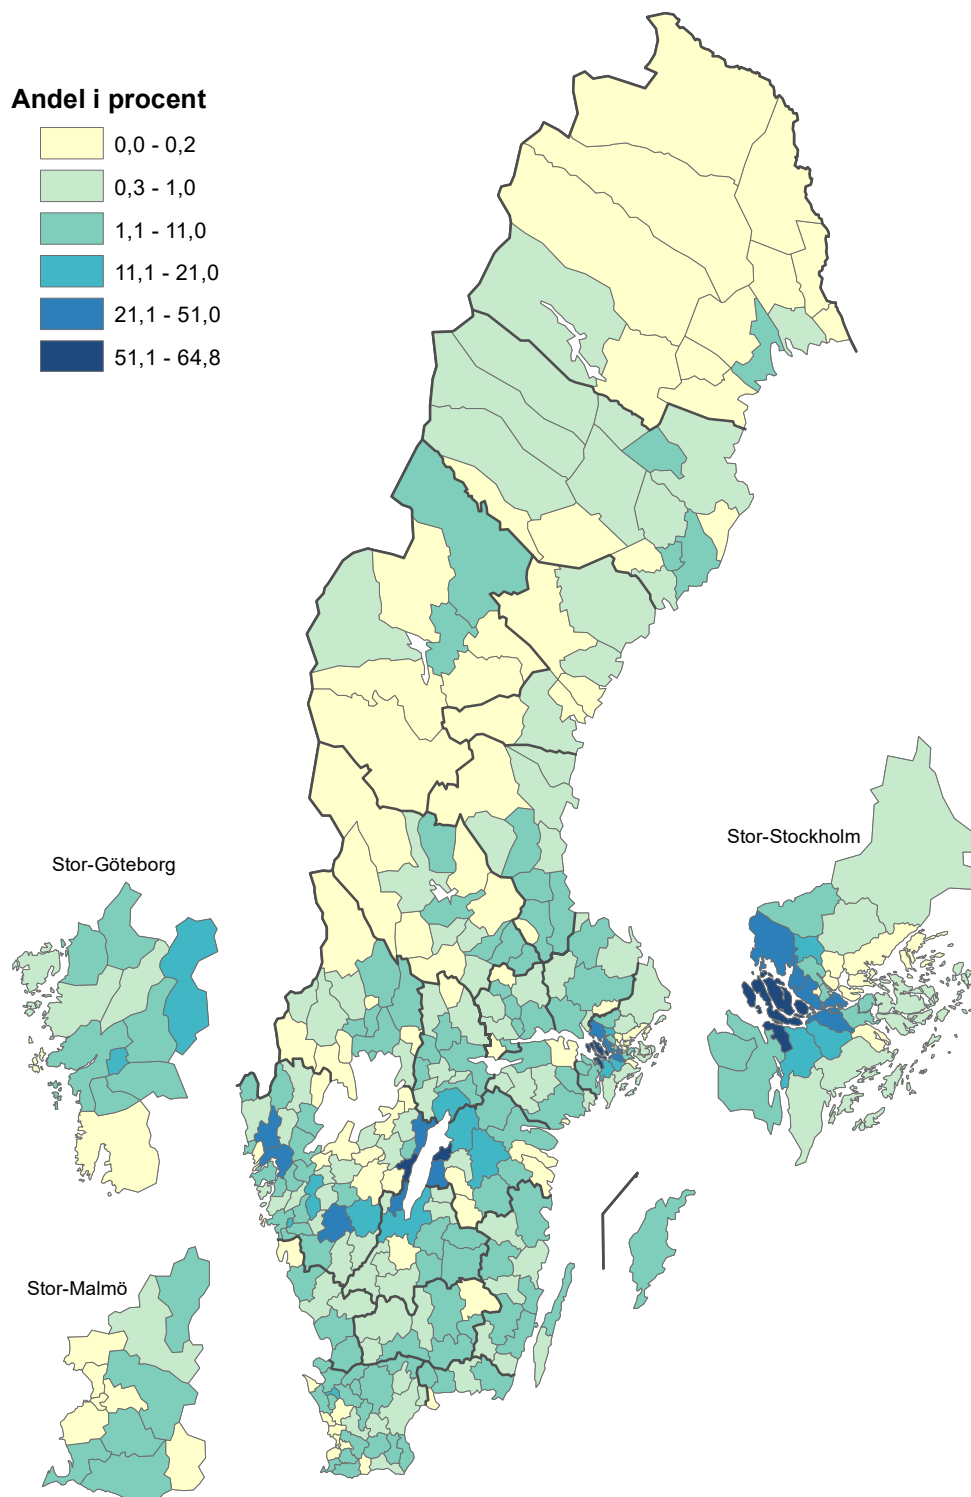 Andel i procent
0,0 - 0,2
0,3 - 1,0
1,1 - 11,0
11,1 - 21,0
21,1 - 51,0
51,1 - 64,8
Stor-Göteborg
Stor-Stockholm
Stor-Malmö